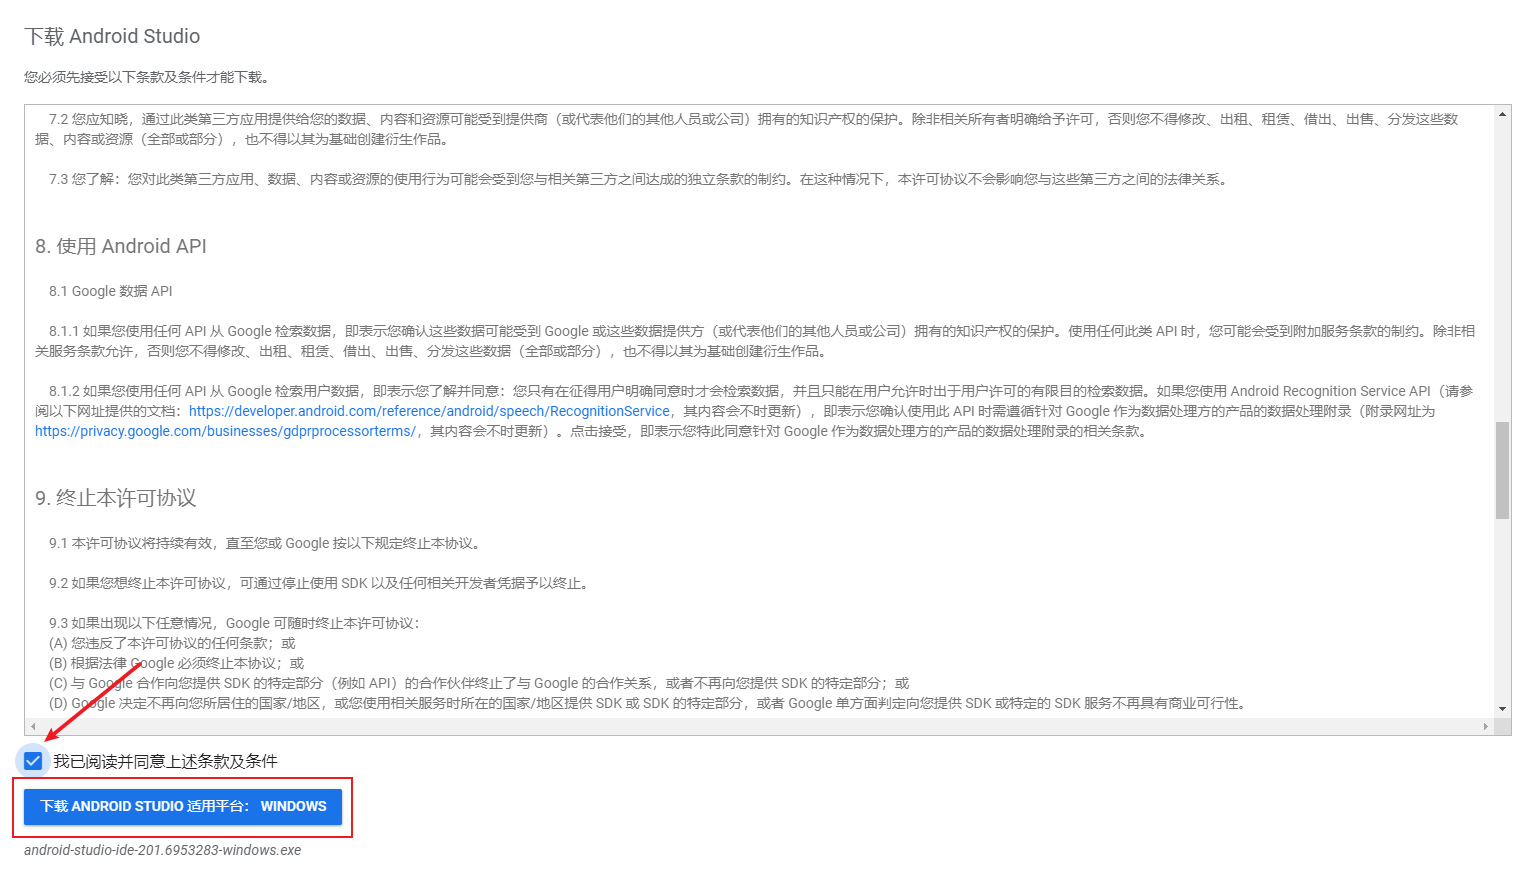 下载 Android Studio
您必须先接受以下条款及条件才能下载。
7.2 您应知晓，通过此类第三方应用提供给您的数据、内容和资源可能受到提供商（或代表他们的其他人员或公司）拥有的知识产权的保护。除非相关所有者明确给予许可，否则您不得修改、出租、租赁、借出、出售、分发这些数
据、内容或资源（全部或部分），也不得以其为基础创建衍生作品。
7.3 您了解：您对此类第三方应用、数据、内容或资源的使用行为可能会受到您与相关第三方之间达成的独立条款的制约。在这种情况下，本许可协议不会影响您与这些第三方之间的法律关系。
8. 使用 Android API
8.1 Google 数据 API
8.1.1 如果您使用任何 API 从 Google 检索数据，即表示您确认这些数据可能受到 Google 或这些数据提供方（或代表他们的其他人员或公司）拥有的知识产权的保护。使用任何此类 API 时，您可能会受到附加服务条款的制约。除非相
关服务条款允许，否则您不得修改、出租、租赁、借出、出售、分发这些数据（全部或部分），也不得以其为基础创建衍生作品。
8.1.2 如果您使用任何 API 从 Google 检索用户数据，即表示您了解并同意：您只有在征得用户明确同意时才会检索数据，并且只能在用户允许时出于用户许可的有限目的检索数据。如果您使用 Android Recognition Service API（请参
阅以下网址提供的文档：https://developer.android.com/reference/android/speech/RecognitionService，其内容会不时更新），即表示您确认使用此 API 时需遵循针对 Google 作为数据处理方的产品的数据处理附录（附录网址为
https://privacy.google.com/businesses/gdprprocessorterms/，其内容会不时更新）。点击接受，即表示您特此同意针对 Google 作为数据处理方的产品的数据处理附录的相关条款。
9. 终止本许可协议
9.1 本许可协议将持续有效，直至您或 Google 按以下规定终止本协议。
9.2 如果您想终止本许可协议，可通过停止使用 SDK 以及任何相关开发者凭据予以终止。
9.3 如果出现以下任意情况，Google 可随时终止本许可协议：
(A) 您违反了本许可协议的任何条款；或
(B) 根据法律 Google 必须终止本协议；或
(C) 与 Google 合作向您提供 SDK 的特定部分（例如 API）的合作伙伴终止了与 Google 的合作关系，或者不再向您提供 SDK 的特定部分；或
(D) Google 决定不再向您所居住的国家/地区，或您使用相关服务时所在的国家/地区提供 SDK 或 SDK 的特定部分，或者 Google 单方面判定向您提供 SDK 或特定的 SDK 服务不再具有商业可行性。
我已阅读并同意上述条款及条件
下载 ANDROID STUDIO 适用平台： WINDOWS
android-studio-ide-201.6953283-windows.exe